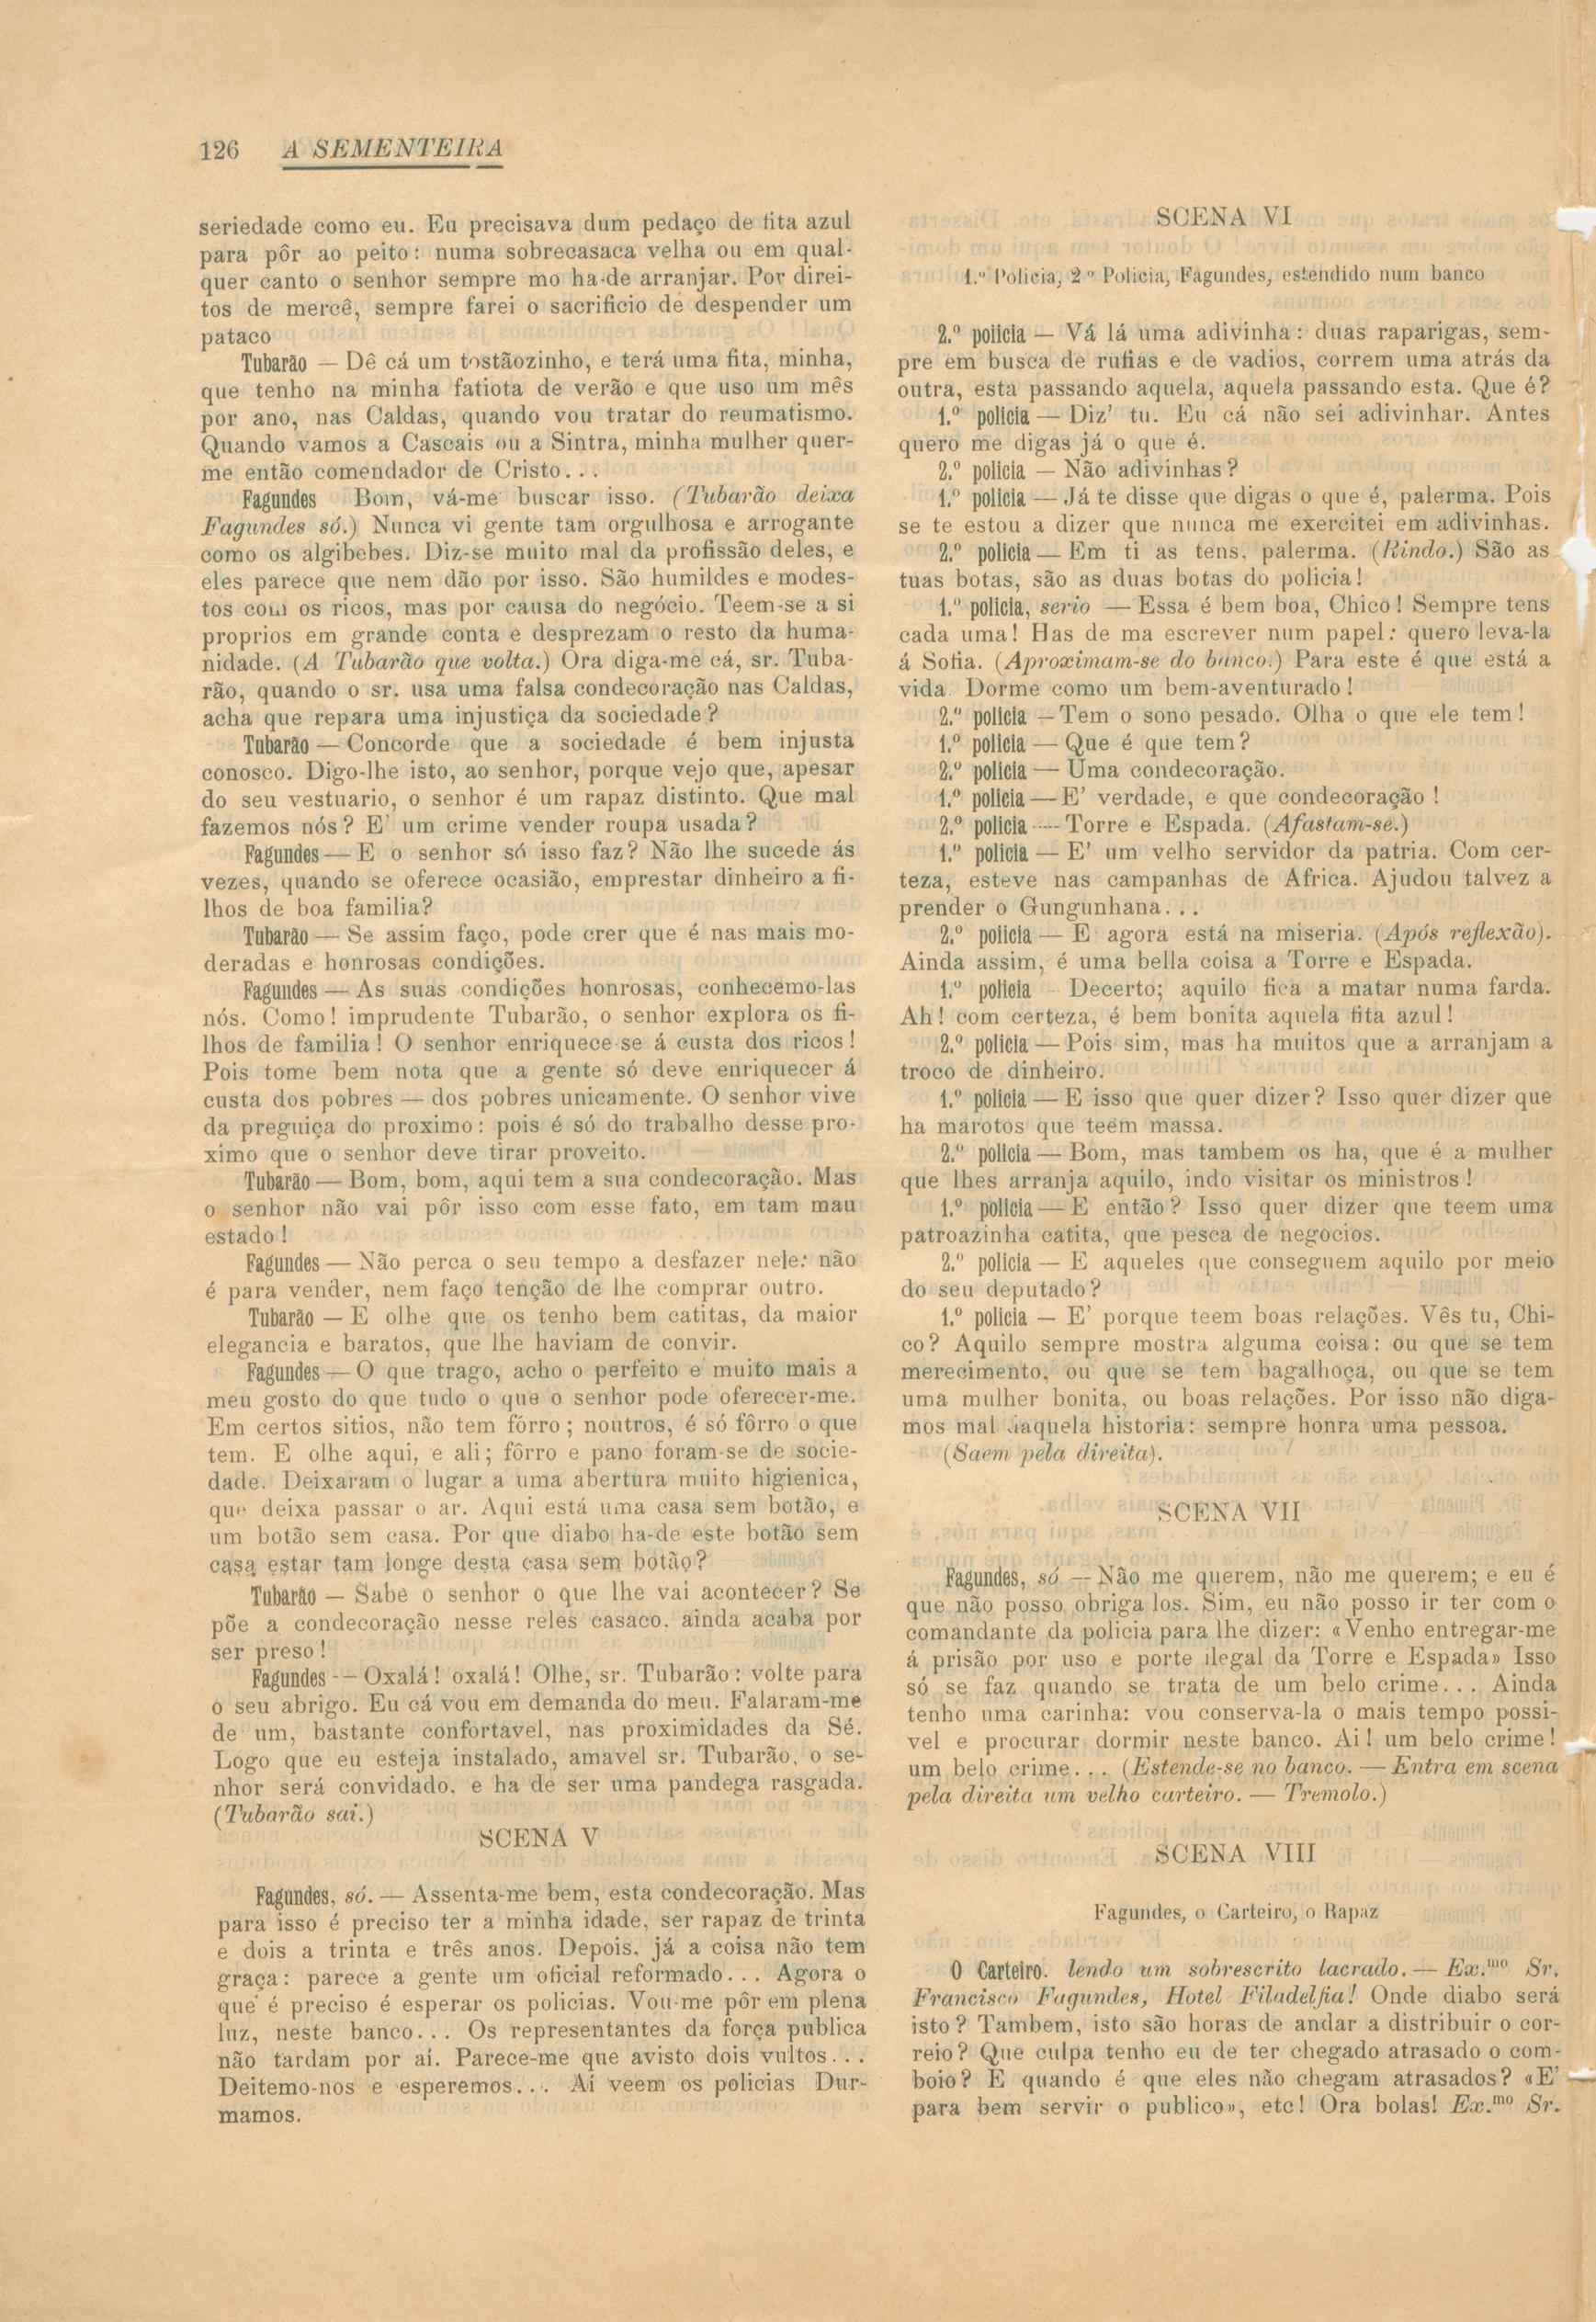 126 A SEMENTEIRA
seriedade como eu. Eu precisava dum pedaço de fita azul
para pôr ao peito: numa sobrecasaca velha ou em qual-
quer canto o senhor sempre mo ha-de arranjar. Por direi-
tos de mercê, sempre farei o sacrificio de despender um
pataco
Tubarão — Dê cá um tostãozinho, e terá uma fita, minha,
que tenho na minha fatiota de verão e que uso um mês
por ano, nas Caldas, quando vou tratar do reumatismo.
Quando vamos a Cascais ou a Sintra, minha mulher quer-
me então comendador de Cristo...
Fagundes Bom, vá-me buscar isso. (Tubarão deixa
Fagundes só.) Nunca vi gente tam orgulhosa e arrogante
como os algibebes. Diz-se muito mal da profissão deles, e
eles parece que nem dão por isso. São humildes e modes-
tos com os ricos, mas por causa do negócio. Teem-se a si
proprios em grande conta e desprezam o resto da huma-
nidade. (A Tubarão que volta.) Ora diga-me cá, sr. Tuba-
rão, quando o sr. usa uma falsa condecoração nas Caldas,
acha que repara uma injustiça da sociedade?
Tubarão — Concorde que a sociedade é bem injusta
conosco. Digo-lhe isto, ao senhor, porque vejo que, apesar
do seu vestuario, o senhor é um rapaz distinto. Que mal
fazemos nós? E' um crime vender roupa usada?
Fagundes — E o senhor só isso faz? Não lhe sucede ás
vezes, quando se oferece ocasião, emprestar dinheiro a fi-
lhos de boa familia?
Tubarão — Se assim faço, pode crer que é nas mais mo-
deradas e honrosas condições.
Fagundes — As suas condições honrosas, conhecemo-las
nós. Como! imprudente Tubarão, o senhor explora os fi-
lhos de familia! O senhor enriquece-se á custa dos ricos!
Pois tome bem nota que a gente só deve enriquecer á
custa dos pobres — dos pobres unicamente. O senhor vive
da preguiça do proximo: pois é só do trabalho desse pro-
ximo que o senhor deve tirar proveito.
Tubarão — Bom, bom, aqui tem a sua condecoração. Mas
o senhor não vai pôr isso com esse fato, em tam mau
estado!
Fagundes — Não perca o seu tempo a desfazer nele: não
é para vender, nem faço tenção de lhe comprar outro.
Tubarão — E olhe que os tenho bem catitas, da maior
elegancia e baratos, que lhe haviam de convir.
Fagundes — O que trago, acho o perfeito e muito mais a
meu gosto do que tudo o que o senhor pode oferecer-me.
Em certos sitios, não tem fôrro; noutros, é só fôrro o que
tem. E olhe aqui, e ali; fôrro e pano foram-se de socie-
dade. Deixaram o lugar a uma abertura muito higienica,
que deixa passar o ar. Aqui está uma casa sem botão, e
um botão sem casa. Por que diabo ha-de este botão sem
casa estar tam longe desta casa sem botão?
Tubarão — Sabe o senhor o que lhe vai acontecer? Se
põe a condecoração nesse reles casaco. ainda acaba por
ser preso!
Fagundes — Oxalá! oxalá! Olhe, sr. Tubarão: volte para
o seu abrigo. Eu cá vou em demanda do meu. Falaram-me
de um, bastante confortavel, nas proximidades da Sé.
Logo que eu esteja instalado, amavel sr. Tubarão, o se-
nhor será convidado, e ha de ser uma pandega rasgada.
(Tubarão sai.)
SCENA V
Fagundes, só. — Assenta-me bem, esta condecoração. Mas
para isso é preciso ter a minha idade, ser rapaz de trinta
e dois a trinta e três anos. Depois, já a coisa não tem
graça: parece a gente um oficial reformado... Agora o
que é preciso é esperar os policias. Vou-me pôr em plena
luz, neste banco... Os representantes da força publica
não tardam por aí. Parece-me que avisto dois vultos...
Deitemo-nos e esperemos... Aí veem os policias Dur-
mamos.
SCENA VI
1.º Policia, 2º Policia, Fagundes, estendido num banco
2.º policia — Vá lá uma adivinha: duas raparigas, sem-
pre em busca de rufias e de vadios, correm uma atrás da
outra, esta passando aquela, aquela passando esta. Que é?
1.º policia — Diz' tu. Eu cá não sei adivinhar. Antes
quero me digas já o que é.
2.º policia — Não adivinhas?
1.º policia — Já te disse que digas o que é, palerma. Pois
se te estou a dizer que nunca me exercitei em adivinhas.
2.º policia — Em ti as tens, palerma. (Rindo.) São as
tuas botas, são as duas botas do policia!
1.º policia, serio — Essa é bem boa, Chico! Sempre tens
cada uma! Has de ma escrever num papel: quero leva-la
á Sofia. (Aproximam-se do banco.) Para este é que está a
vida Dorme como um bem-aventurado!
2.º policia — Tem o sono pesado. Olha o que ele tem!
1.º policia — Que é que tem?
2.º policia — Uma condecoração.
1.º policia — E' verdade, e que condecoração!
2.º policia — Torre e Espada. (Afastam-se.)
1.º policia — E' um velho servidor da patria. Com cer-
teza, esteve nas campanhas de Africa. Ajudou talvez a
prender o Gungunhana...
2.º policia — E agora está na miseria. (Após reflexão).
Ainda assim, é uma bella coisa a Torre e Espada.
1.º policia Decerto; aquilo fica a matar numa farda.
Ah! com certeza, é bem bonita aquela fita azul!
2.º policia — Pois sim, mas ha muitos que a arranjam a
troco de dinheiro.
1.º policia — E isso que quer dizer? Isso quer dizer que
ha marotos que teem massa.
2.º policia — Bom, mas tambem os ha, que é a mulher
que lhes arranja aquilo, indo visitar os ministros!
1.º policia — E então? Isso quer dizer que teem uma
patroazinha catita, que pesca de negocios.
2.º policia — E aqueles que conseguem aquilo por meio
do seu deputado?
1.º policia — E' porque teem boas relações. Vês tu, Chi-
co? Aquilo sempre mostra alguma coisa: ou que se tem
merecimento, ou que se tem bagalhoça, ou que se tem
uma mulher bonita, ou boas relações. Por isso não diga-
mos mal daquela historia: sempre honra uma pessoa.
(Saem pela direita).
SCENA VII
Fagundes, só — Não me querem, não me querem; e eu é
que não posso obriga los. Sim, eu não posso ir ter com o
comandante da policia para lhe dizer: «Venho entregar-me
á prisão por uso e porte ilegal da Torre e Espada» Isso
só se faz quando se trata de um belo crime... Ainda
tenho uma carinha: vou conserva-la o mais tempo possi-
vel e procurar dormir neste banco. Ai! um belo crime!
um belo crime... (Estende-se no banco. — Entra em scena
pela direita um velho carteiro. — Tremolo.)
SCENA VIII
Fagundes, o Carteiro, o Rapaz
O Carteiro. lendo um sobrescrito lacrado. — Ex.mo Sr.
Francisco Fagundes, Hotel Filadelfia! Onde diabo será
isto? Tambem, isto são horas de andar a distribuir o cor-
reio? Que culpa tenho eu de ter chegado atrasado o com-
boio? E quando é que eles não chegam atrasados? «E'
para bem servir o publico», etc! Ora bolas! Ex.mo Sr.